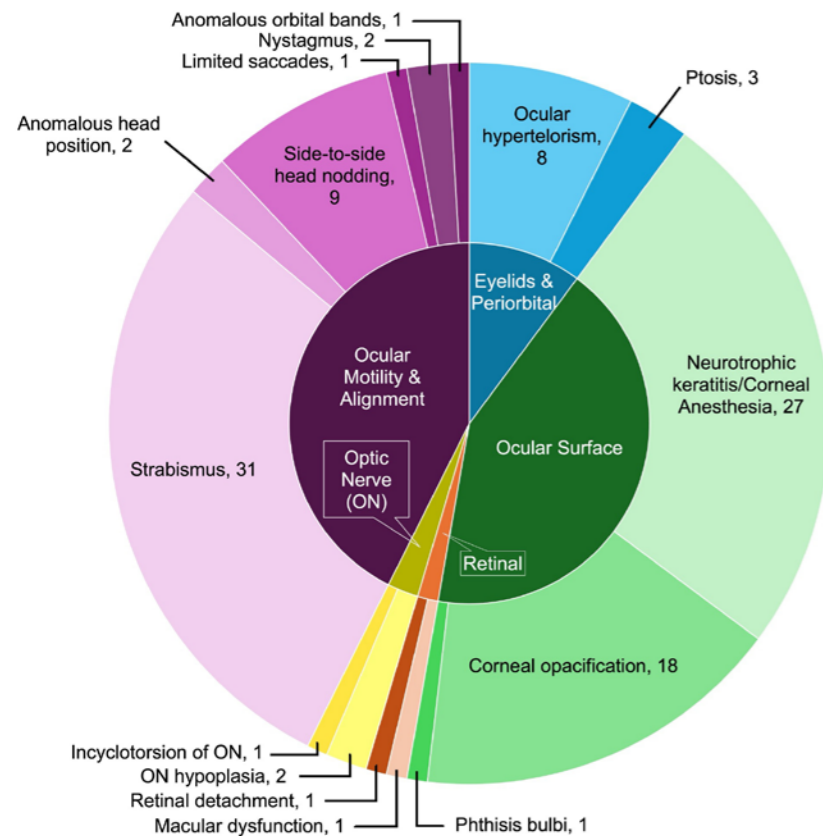 Anomalous orbital bands, 1
Nystagmus, 2
Limited saccades, 1
Ptosis, 3
Anomalous head
position, 2
Side-to-side
head nodding,
9
Ocular
hypertelorism,
8
Eyelids &
Periorbital
Ocular
Motility &
Alignment
Neurotrophic
keratitis/Corneal
Anesthesia, 27
Ocular Surface
Strabismus, 31
Optic
Nerve
(ON)
Retinal
Corneal opacification, 18
Incyclotorsion of ON, 1
ON hypoplasia, 2
Retinal detachment, 1
Macular dysfunction, 1
Phthisis bulbi, 1